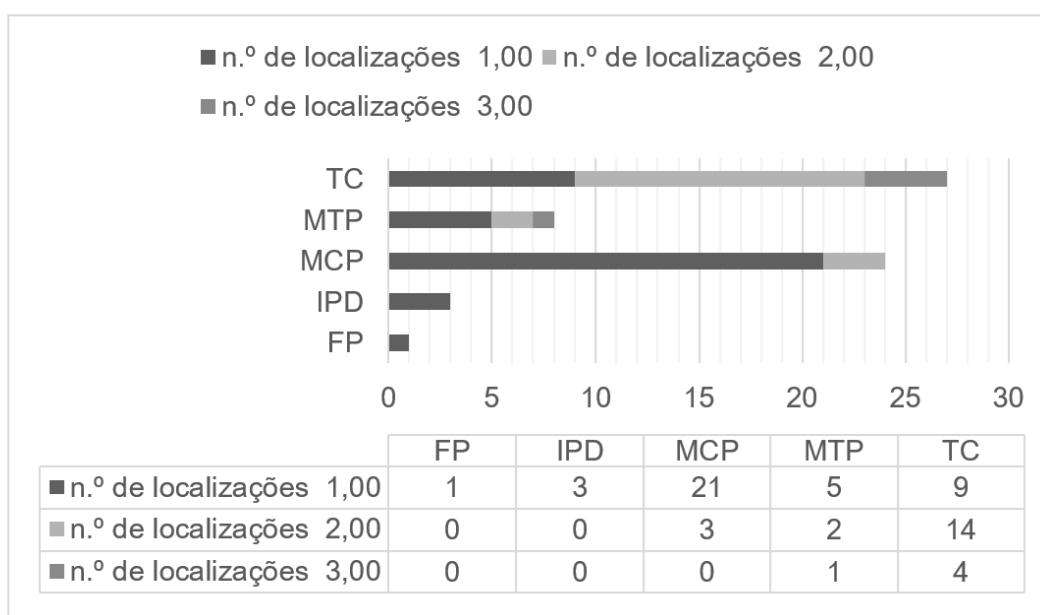 n.º de localizações 1,00 n.º de localizações 2,00
n.º de localizações 3,00
TC
MTP
MCP
IPD
FP
0 5 10 15 20 25 30
FP IPD MCP MTP TC
n.º de localizações 1,00 1 3 21 5 9
n.º de localizações 2,00 0 0 3 2 14
n.º de localizações 3,00 0 0 0 1 4